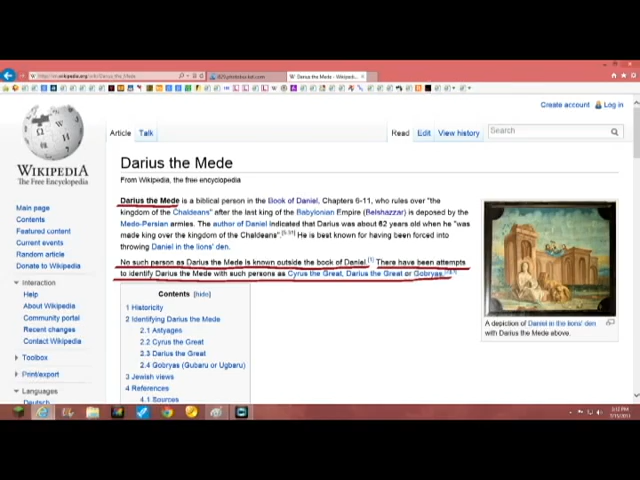 Darius the Mede - Wikipedi...
Create account
Log in
WIKIPEDIA
The Free Encyclopedia
Main page
Contents
Featured content
Current events
Random article
Donate to Wikipedia
Interaction
Help
About Wikipedia
Community portal
Recent changes
Contact Wikipedia
Toolbox
Print/export
Languages
Deutsch
Article Talk
Read Edit View history
Search
Darius the Mede
From Wikipedia, the free encyclopedia
Darius the Mede is a biblical person in the Book of Daniel, Chapters 6-11, who rules over "the
kingdom of the Chaldeans" after the last king of the Babylonian Empire (Belshazzar) is deposed by the
Medo-Persian armies. The author of Daniel indicated that Darius was about 62 years old when he "was
made king over the kingdom of the Chaldeans" He is best known for having been forced into
throwing Daniel in the lions' den.
No such person as Darius the Mede is known outside the book of Daniel.[1] There have been attempts
to identify Darius the Mede with such persons as Cyrus the Great, Darius the Great or Gobryas.
Contents [hide]
1 Historicity
2 Identifying Darius the Mede
2.1 Astyages
2.2 Cyrus the Great
2.3 Darius the Great
2.4 Gobryas (Gubaru or Ugbaru)
3 Jewish views
4 References
4.1 Sources
A depiction of Daniel in the lions' den
with Darius the Mede above.